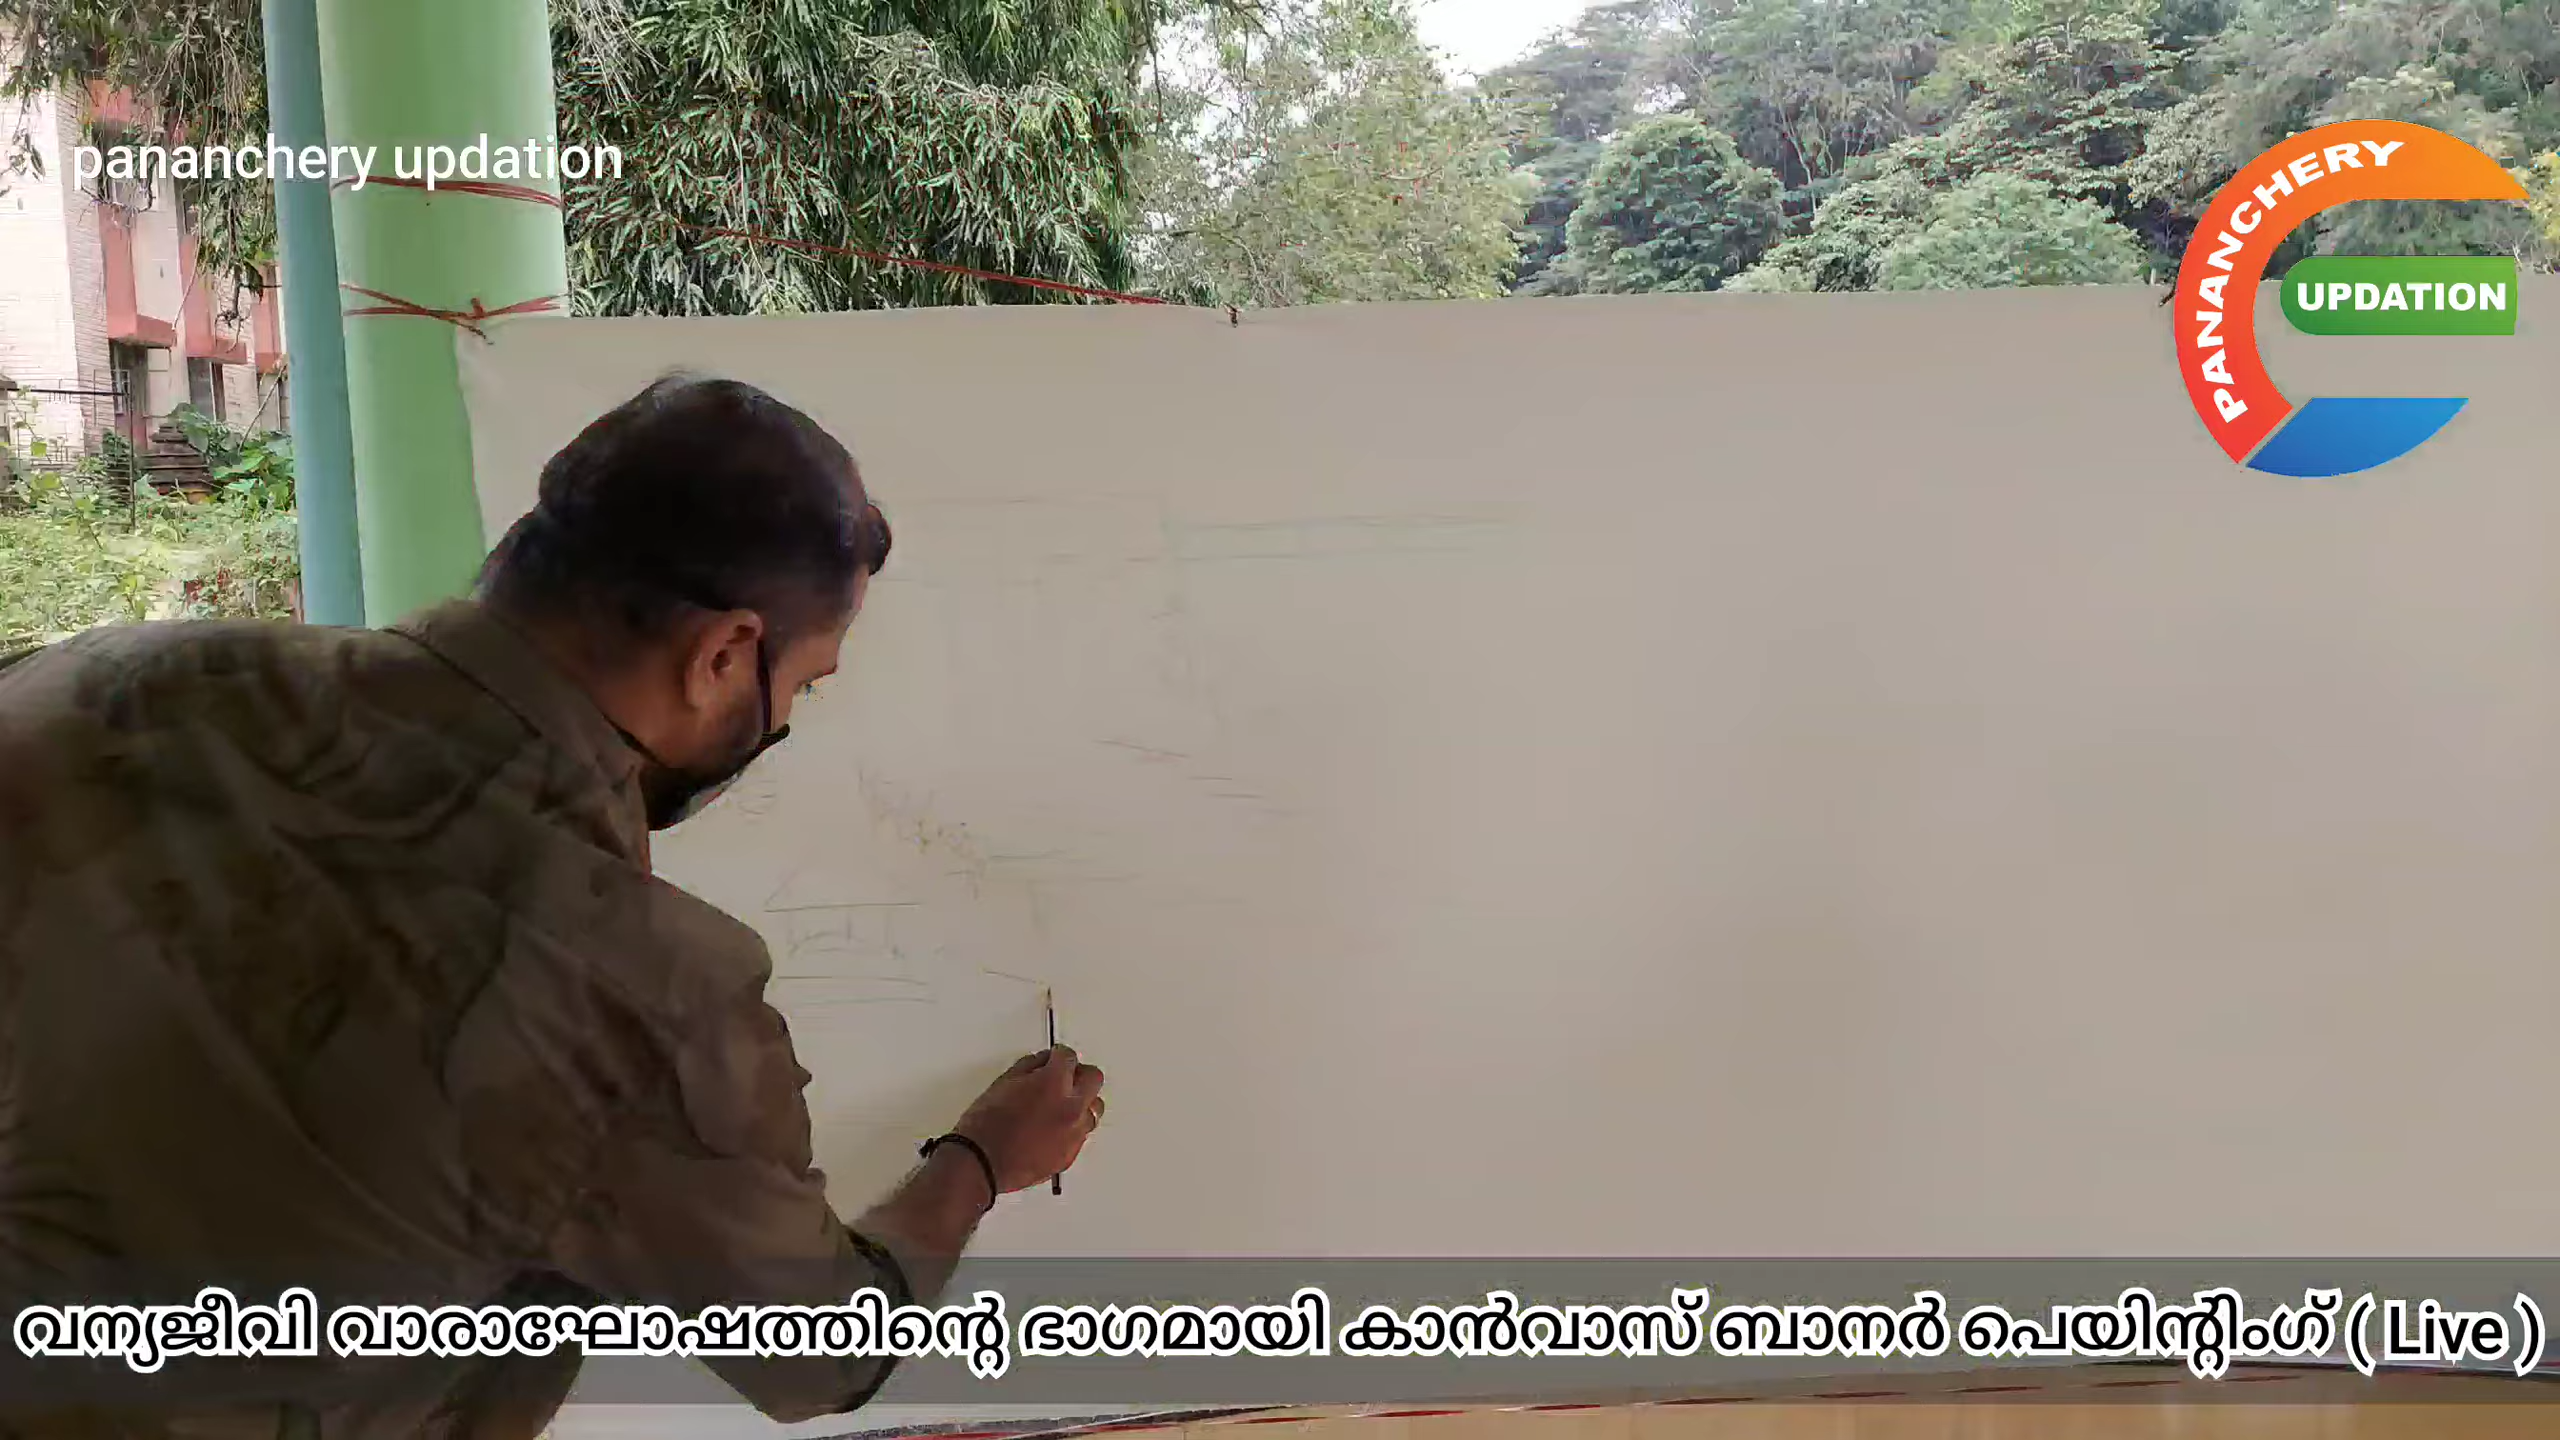 pananchery updation
PANANCHERY
UPDATION
വന്യജീവി വാരാഘോഷത്തിന്റെ ഭാഗമായി കാൻവാസ് ബാനർ പെയിന്റിംഗ് ( Live )